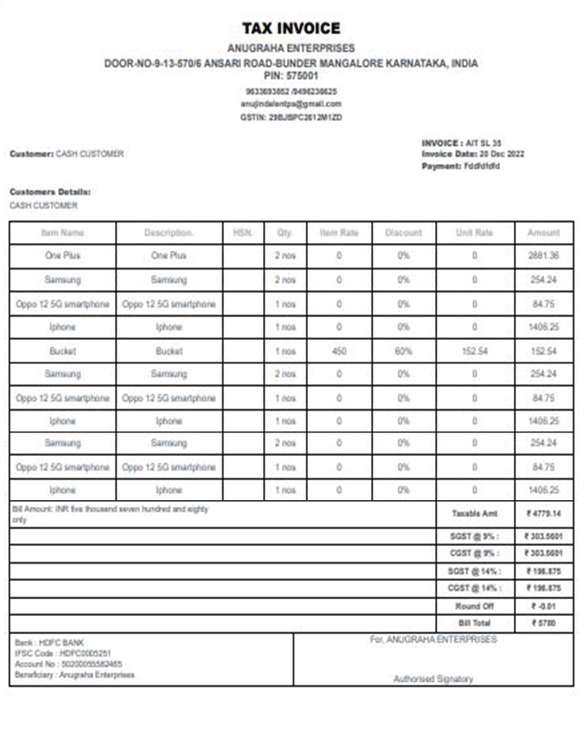 TAX INVOICE
ANUGRAHA ENTERPRISES
DOOR-NO-9-13-570/6 ANSARI ROAD-BUNDER MANGALORE KARNATAKA, INDIA
PIN: 575001
9633693852 /9496236625
anujindalentps@gmail.com
GSTIN: 29BJBPC2612M1ZD
INVOICE : AIT SL 35
Customer: CASH CUSTOMER
Invoice Date: 20 Dec 2022
Payment: Fddfdfdfd
Customers Details:
CASH CUSTOMER
Item Name Description. HSN. Qty. Item Rate Discount Unit Rate Amount
One Plus One Plus 2 nos 0 0% 0 2881.36
Samsung Samsung 2 nos 0 0% 0 254.24
Oppo 12 5G smartphone Oppo 12 5G smartphone 1 nos 0 0% 0 84.75
Iphone Iphone 1 nos 0 0% 0 1406.25
Bucket Bucket 1 nos 450 60% 152.54 152.54
Samsung Samsung 2 nos 0 0% 0 254.24
Oppo 12 5G smartphone Oppo 12 5G smartphone 1 nos 0 0% 0 84.75
Iphone Iphone 1 nos 0 0% 0 1406.25
Samsung Samsung 2 nos 0 0% 0 254.24
Oppo 12 5G smartphone Oppo 12 5G smartphone 1 nos 0 0% 0 84.75
Iphone Iphone 1 nos 0 0% 0 1406.25
Bill Amount: INR five thousand seven hundred and eighty
only
Taxable Amt ₹ 4779.14
SGST @ 9% : ₹ 303.5601
CGST @ 9% : ₹ 303.5601
SGST @ 14% : ₹ 196.875
CGST @ 14% : ₹ 196.875
Round Off ₹ -0.01
Bill Total ₹ 5780
Bank : HDFC BANK
IFSC Code : HDFC0005251
Account No : 50200055582465
Beneficiary : Anugraha Enterprises
For, ANUGRAHA ENTERPRISES
Authorised Signatory